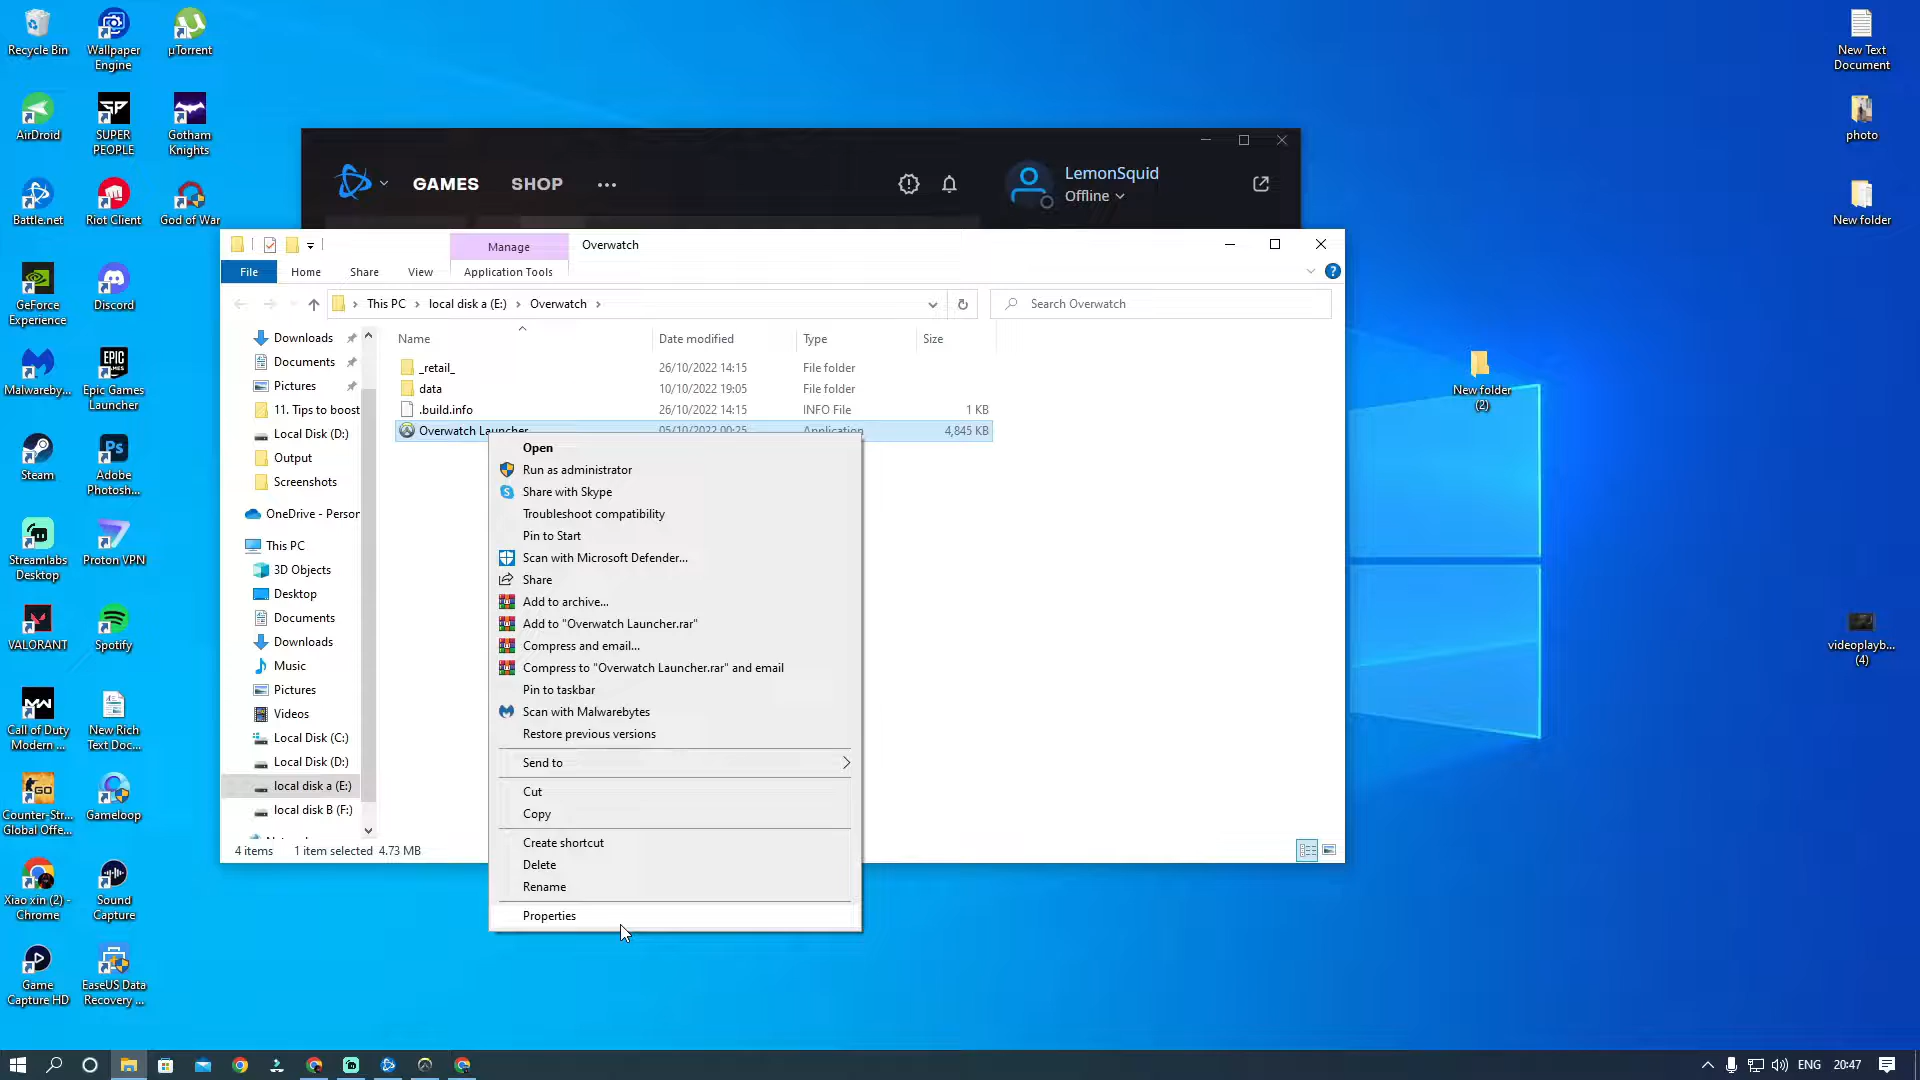 Recycle Bin
Wallpaper
Engine
µTorrent
AirDroid
SUPER
PEOPLE
Gotham
Knights
Battle.net
Riot Client
God of War
GeForce
Experience
Discord
Malwareby...
Epic Games
Launcher
Steam
Adobe
Photosh...
Streamlabs
Desktop
Proton VPN
VALORANT
Spotify
Call of Duty
Modern ...
New Rich
Text Doc...
Counter-Str...
Global Offe...
Gameloop
Xiao xin (2) -
Chrome
Sound
Capture
Game
Capture HD
EaseUS Data
Recovery ...
GAMES
SHOP
LemonSquid
Offline
Manage
Overwatch
File
Home
Share
View
Application Tools
This PC
local disk a (E:)
Overwatch
Search Overwatch
Downloads
Documents
Pictures
11. Tips to boost
Local Disk (D:)
Output
Screenshots
OneDrive - Person
This PC
3D Objects
Desktop
Documents
Downloads
Music
Pictures
Videos
Local Disk (C:)
Local Disk (D:)
local disk a (E:)
local disk B (F:)
Name Date modified Type Size
_retail_ 26/10/2022 14:15 File folder
data 10/10/2022 19:05 File folder
.build.info 26/10/2022 14:15 INFO File 1 KB
Overwatch Launcher 05/10/2022 00:25 Application 4,845 KB
Open
Run as administrator
Share with Skype
Troubleshoot compatibility
Pin to Start
Scan with Microsoft Defender...
Share
Add to archive...
Add to "Overwatch Launcher.rar"
Compress and email...
Compress to "Overwatch Launcher.rar" and email
Pin to taskbar
Scan with Malwarebytes
Restore previous versions
Send to
Cut
Copy
Create shortcut
Delete
Rename
Properties
4 items 1 item selected 4.73 MB
New Text
Document
photo
New folder
New folder
(2)
videoplayb...
(4)
ENG 20:47